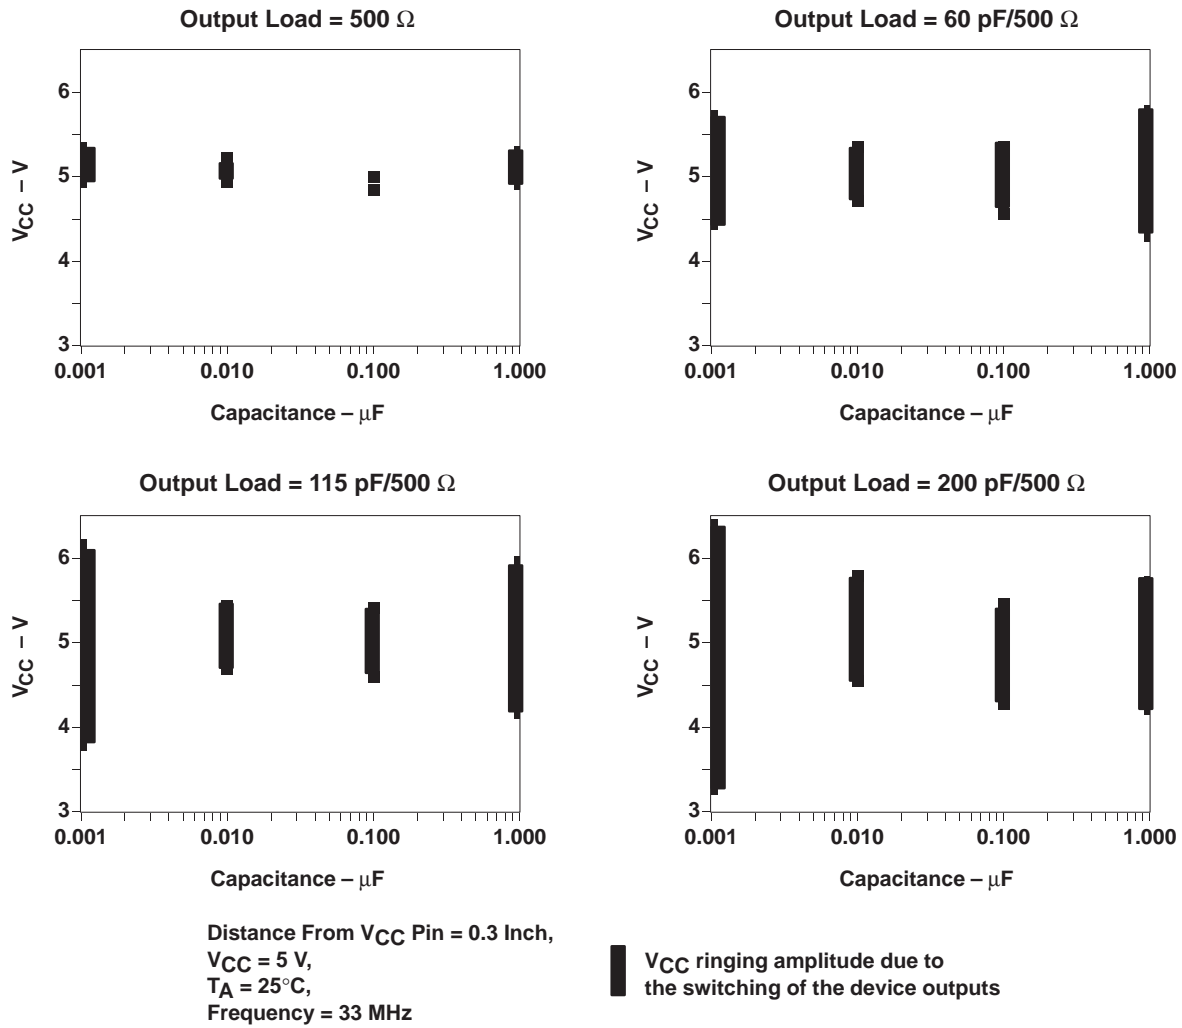 Output Load = 500 Ω
6
5
4
3
VCC – V
0.001 0.010 0.100 1.000
Capacitance – μF
Output Load = 60 pF/500 Ω
6
5
4
3
VCC – V
0.001 0.010 0.100 1.000
Capacitance – μF
Output Load = 115 pF/500 Ω
6
5
4
3
VCC – V
0.001 0.010 0.100 1.000
Capacitance – μF
Output Load = 200 pF/500 Ω
6
5
4
3
VCC – V
0.001 0.010 0.100 1.000
Capacitance – μF
Distance From VCC Pin = 0.3 Inch,
VCC = 5 V,
TA = 25°C,
Frequency = 33 MHz
VCC ringing amplitude due to
the switching of the device outputs